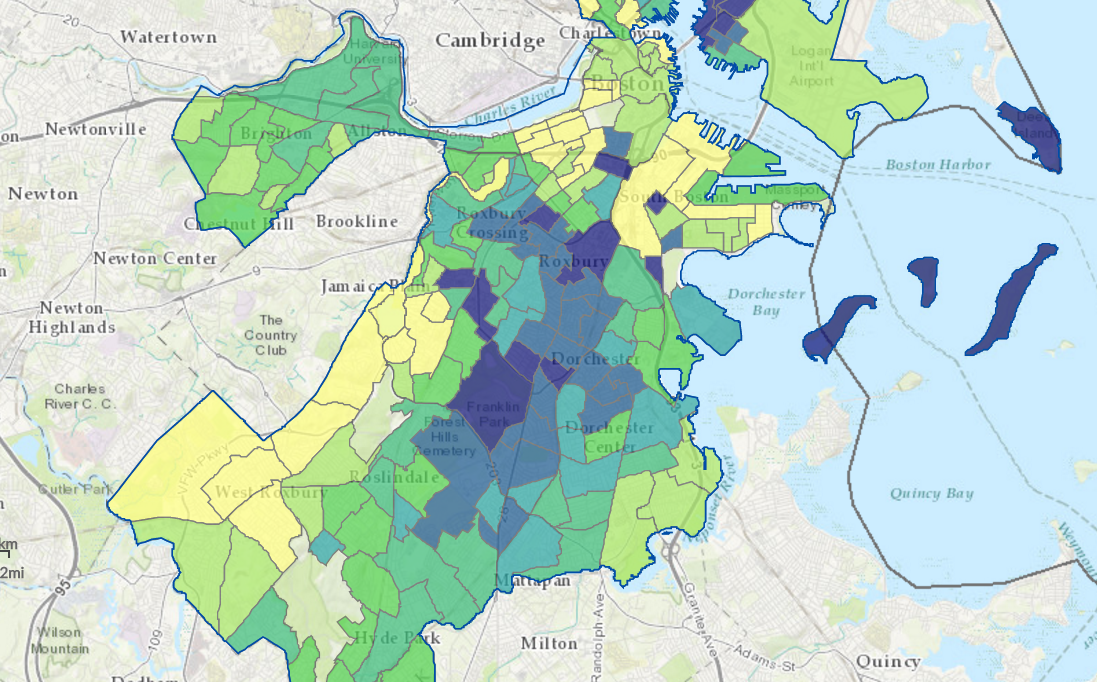 20
Watertown
Cambridge
Charlestown
Harvard
University
Logan
Int'l
Airport
Boston
Charles River
Deer
Island
Newtonville
Brighton
Allston
90
Boston Harbor
Newton
South Boston
Massport
Conley
Chestnut Hill
Brookline
Roxbury
Crossing
Newton Center
9
Roxbury
Jamaica Plain
Dorchester
Bay
Newton
Highlands
The
Country
Club
Dorchester
Charles
River C. C.
Franklin
Park
Forest
Hills
Cemetery
Dorchester
Center
3
VFW-Pkwy
203
Roslindale
Cutler Park
West Roxbury
Quincy Bay
28
km
2mi
95
Mattapan
109
Wilson
Mountain
Hyde Park
Milton
Randolph-Ave
Granite-Ave
Adams-St
Quincy
Dedham